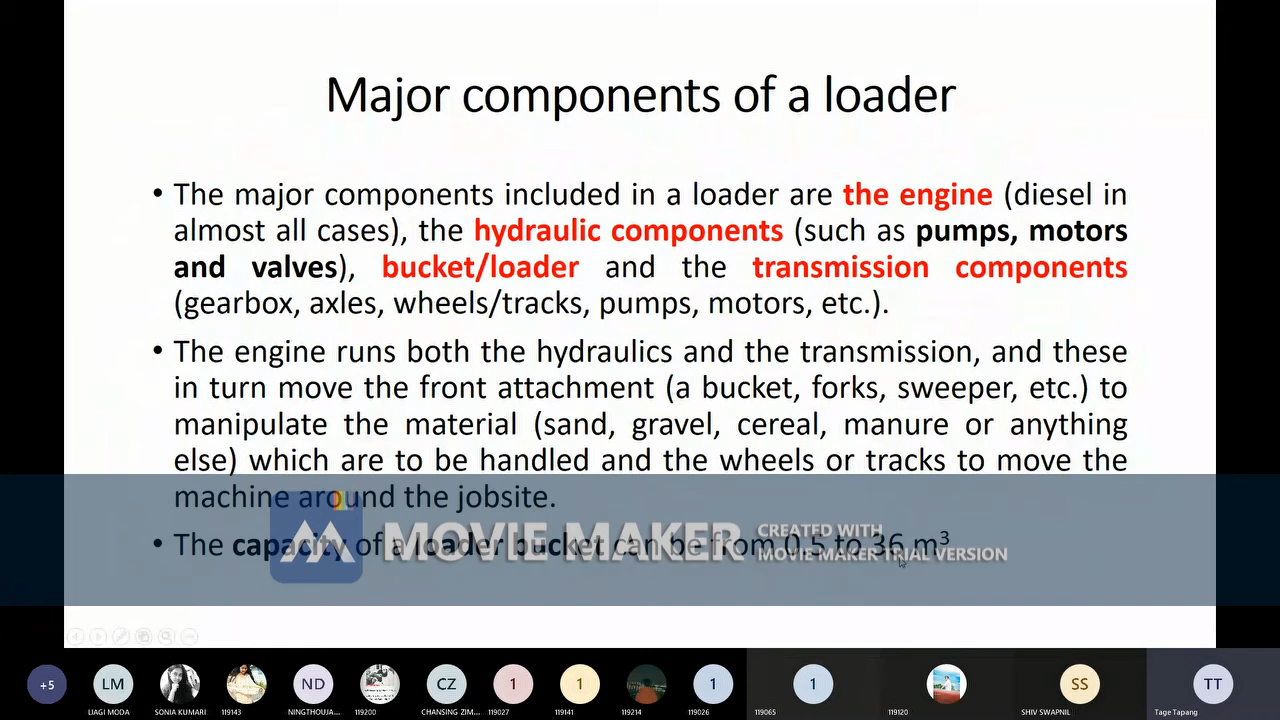 Major components of a loader
• The major components included in a loader are the engine (diesel in
almost all cases), the hydraulic components (such as pumps, motors
and valves), bucket/loader and the transmission components
(gearbox, axles, wheels/tracks, pumps, motors, etc.).
• The engine runs both the hydraulics and the transmission, and these
in turn move the front attachment (a bucket, forks, sweeper, etc.) to
manipulate the material (sand, gravel, cereal, manure or anything
else) which are to be handled and the wheels or tracks to move the
machine around the jobsite.
• The capacity of a loader bucket can be from 0.5 to 36 m³
MOVIE MAKER
CREATED WITH
MOVIE MAKER TRIAL VERSION
+5
LM
ND
CZ
1
1
1
1
SS
TT
LIAGI MODA
SONIA KUMARI
119143
NINGTHOUJA...
119200
CHANSING ZIM...
119027
119141
119214
119026
119065
119120
SHIV SWAPNIL
Tage Tapang